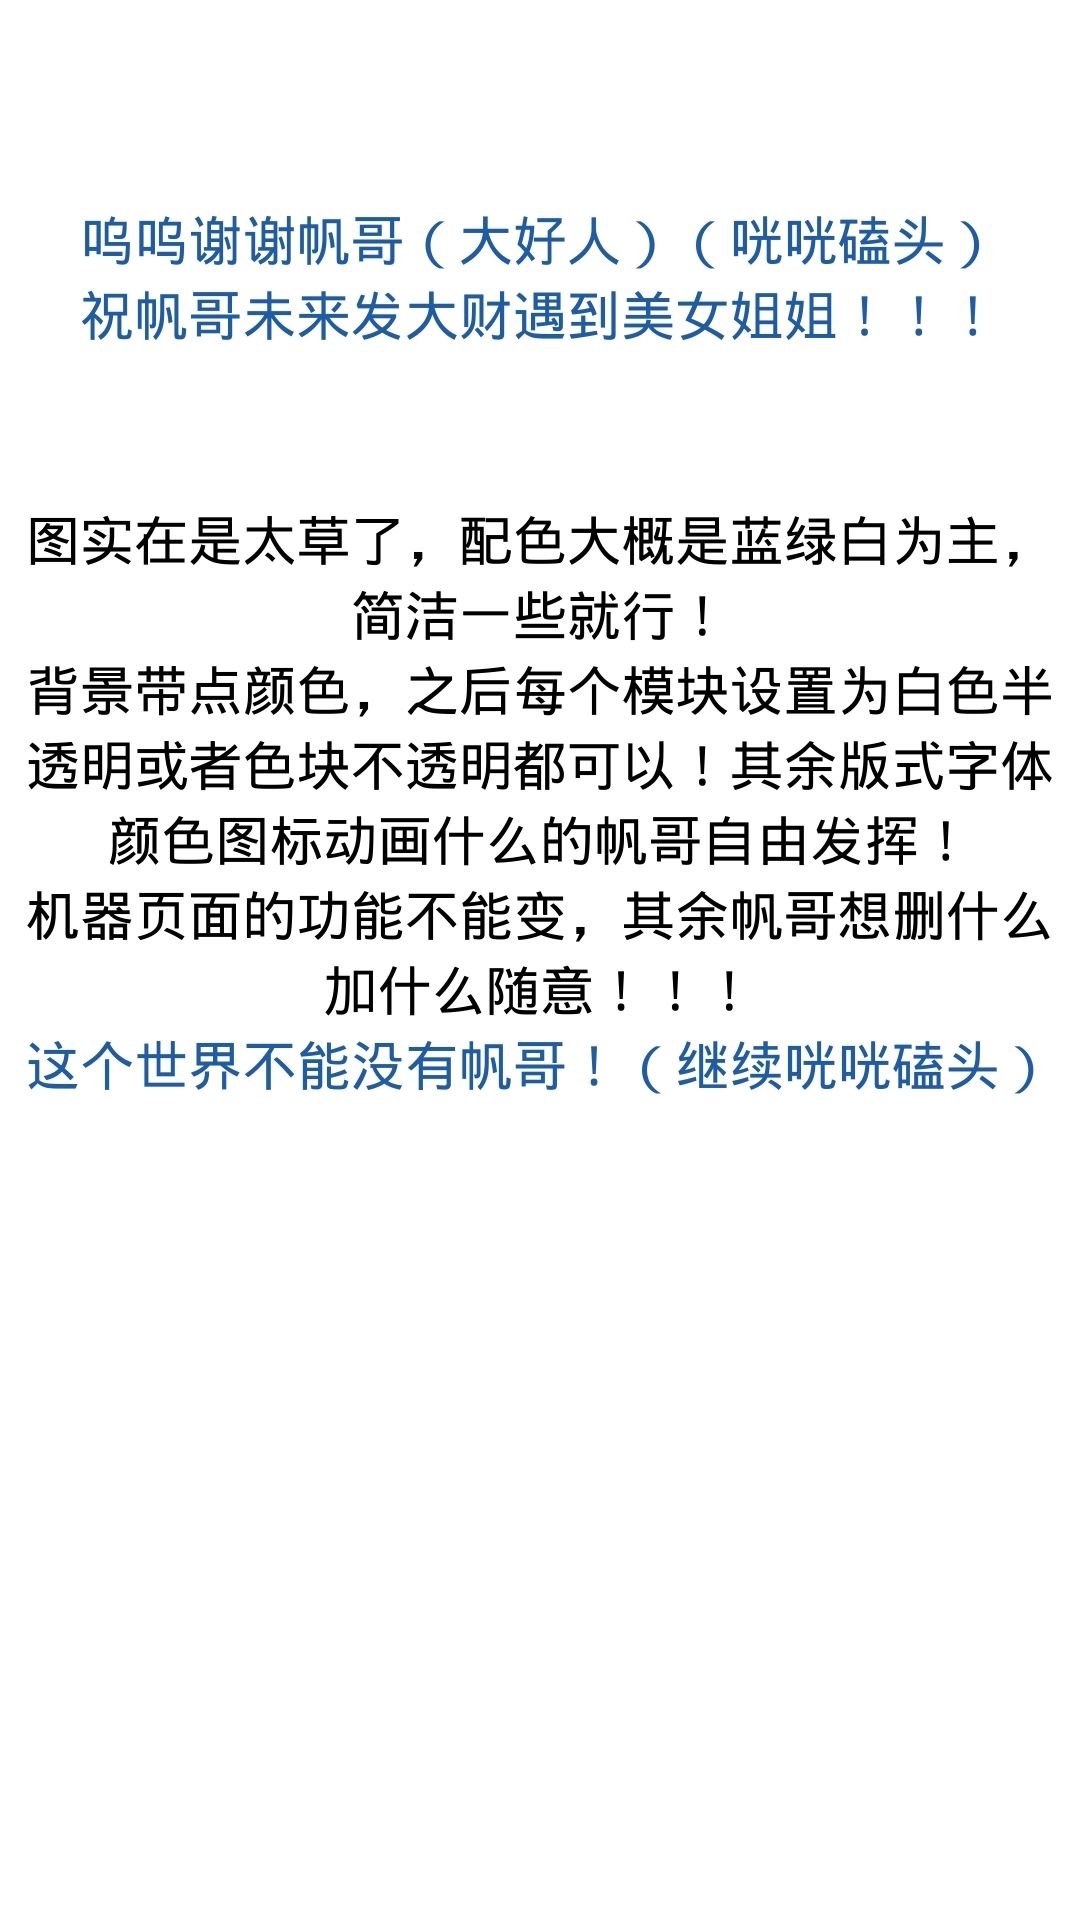 呜呜谢谢帆哥（大好人）（咣咣磕头）
祝帆哥未来发大财遇到美女姐姐！！！
图实在是太草了，配色大概是蓝绿白为主，
简洁一些就行！
背景带点颜色，之后每个模块设置为白色半
透明或者色块不透明都可以！其余版式字体
颜色图标动画什么的帆哥自由发挥！
机器页面的功能不能变，其余帆哥想删什么
加什么随意！！！
这个世界不能没有帆哥！（继续咣咣磕头）